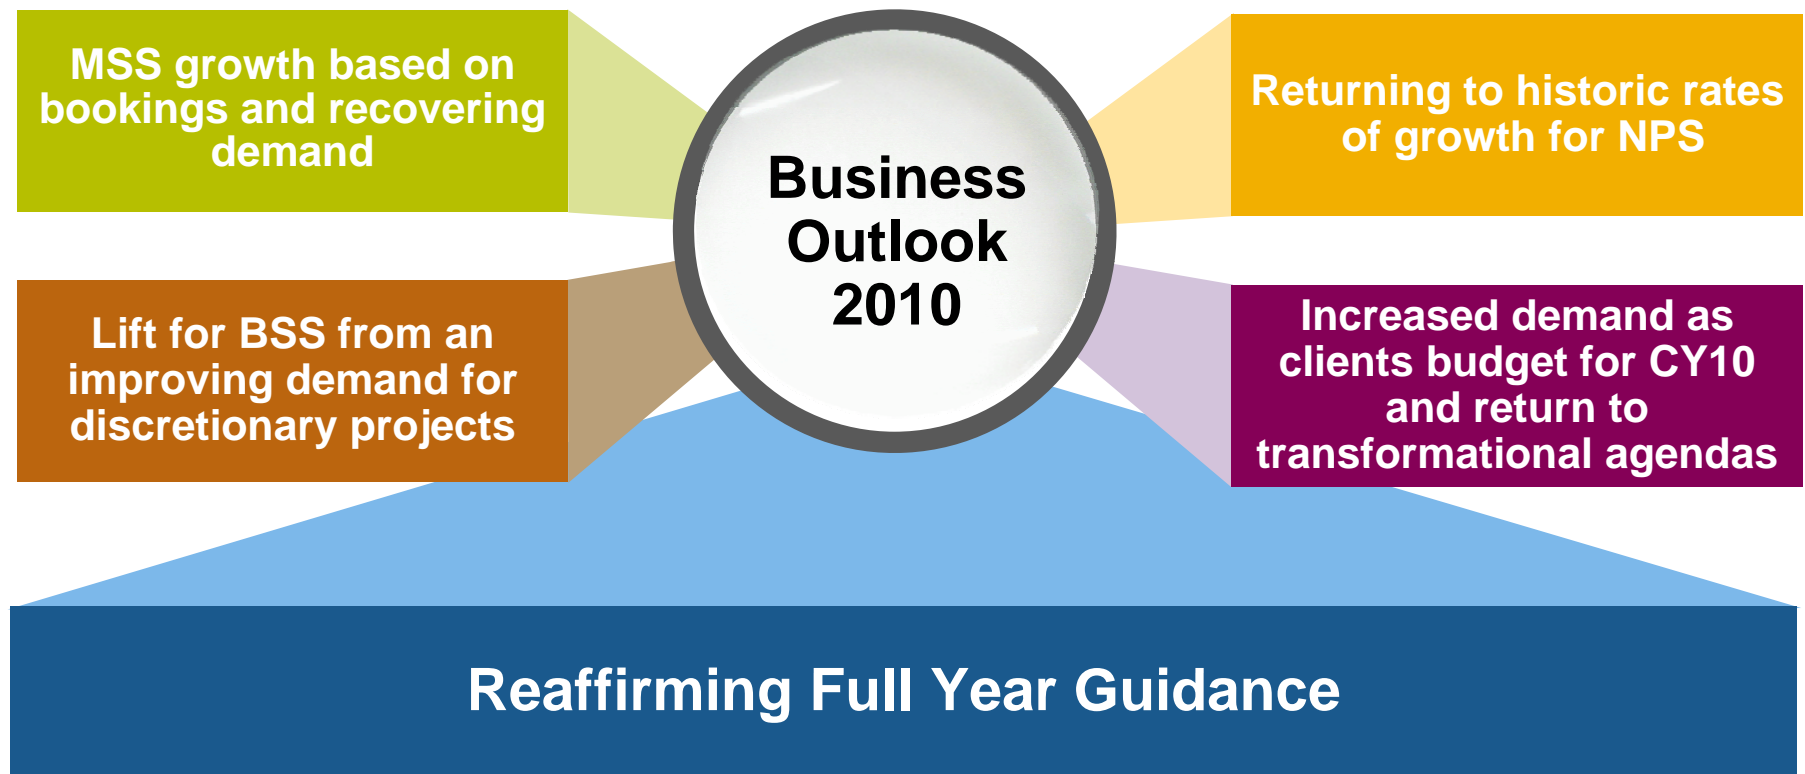 MSS growth based on
bookings and recovering
demand
Business
Outlook
2010
Returning to historic rates
of growth for NPS
Lift for BSS from an
improving demand for
discretionary projects
Increased demand as
clients budget for CY10
and return to
transformational agendas
Reaffirming Full Year Guidance